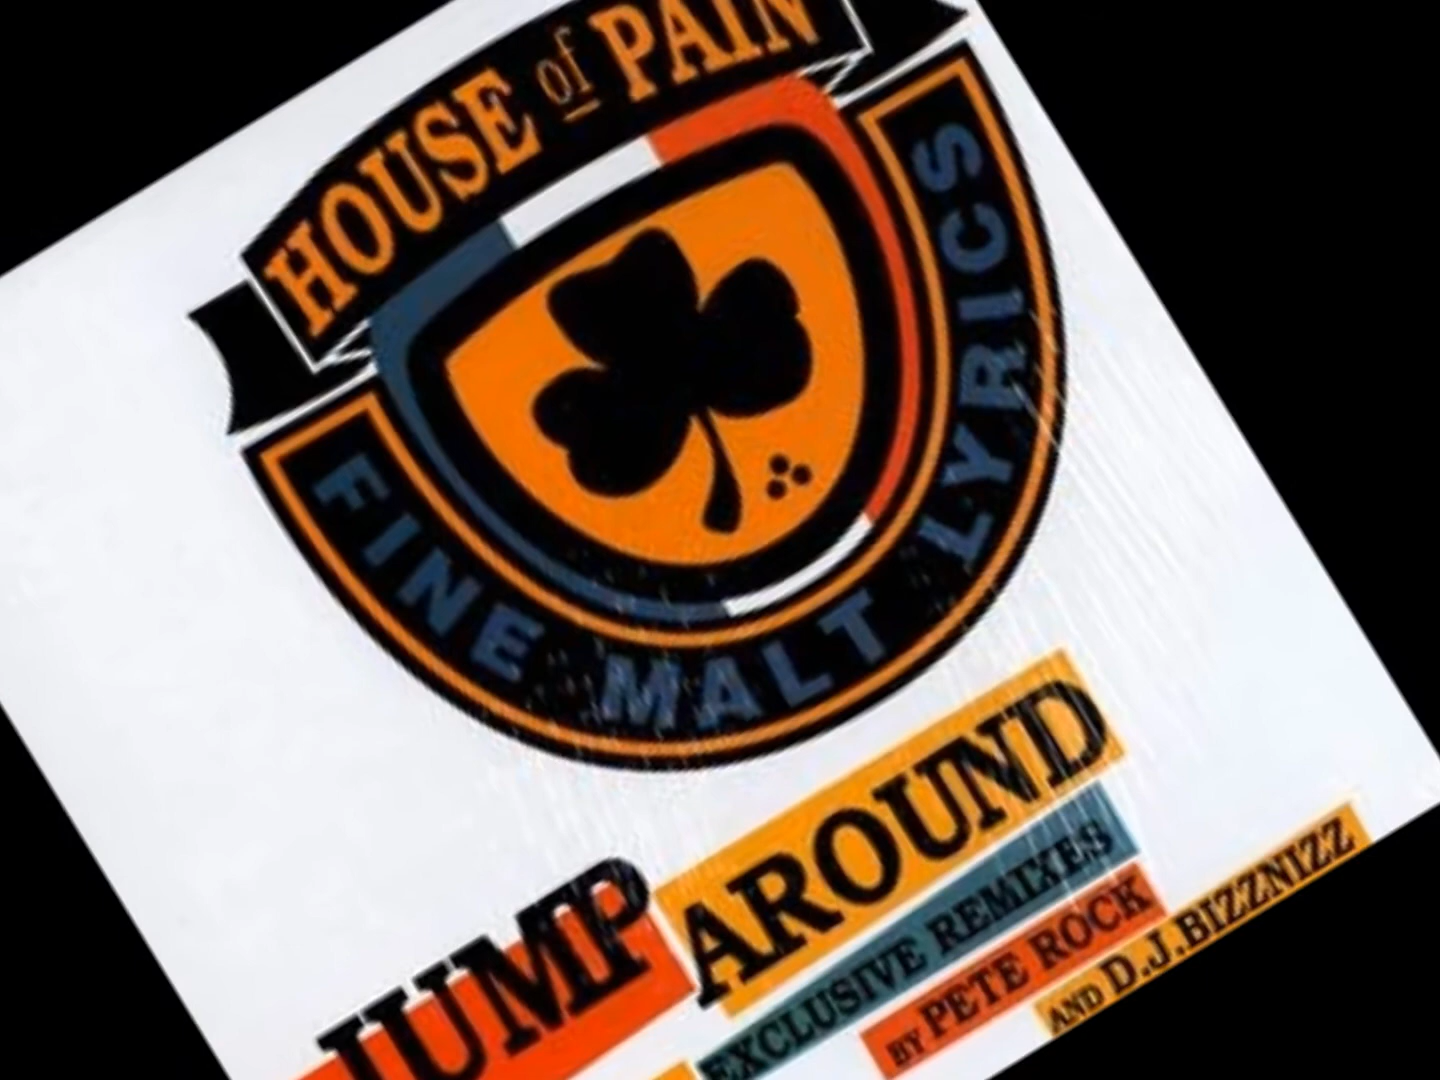 HOUSE of PAIN
FINE MALT LYRICS
JUMP AROUND
EXCLUSIVE REMIXES
BY PETE ROCK
AND D.J.BIZZNIZZ